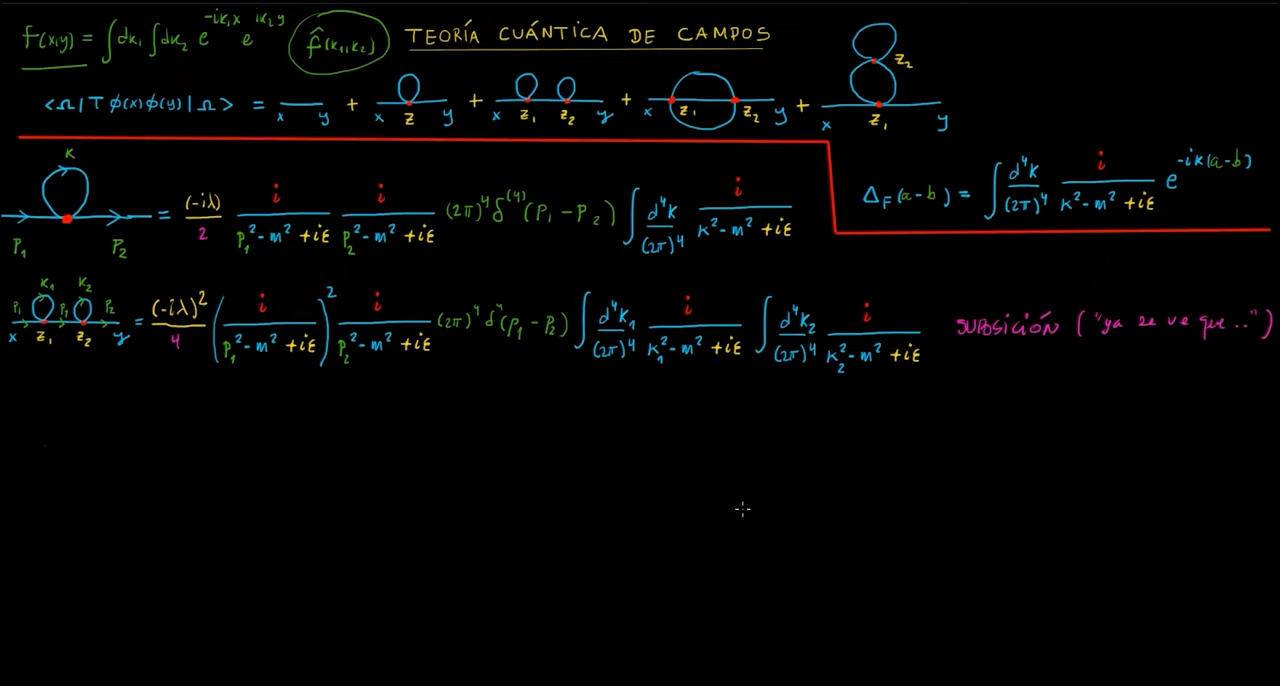 f(x,y) = ∫dk₁ ∫dk₂ e^{-ik₁x} e^{ik₂y} f̂(k₁,k₂)
TEORÍA CUÁNTICA DE CAMPOS
<Ω|T φ(x)φ(y)|Ω> = x y + x z y + x z₁ z₂ y + x z₁ z₂ y + x z₁ z₂ y
Δ_F(a-b) = ∫ d⁴k/(2π)⁴ i/(k²-m²+iε) e^{-ik(a-b)}
k p₁ p₂ = (-iλ)/2 i/(p₁²-m²+iε) i/(p₂²-m²+iε) (2π)⁴ δ^{(4)}(p₁-p₂) ∫ d⁴k/(2π)⁴ i/(k²-m²+iε)
k₁ k₂ p₁ p₁ p₂ x z₁ z₂ y = (-iλ)²/4 (i/(p₁²-m²+iε))² i/(p₂²-m²+iε) (2π)⁴ δ⁴(p₁-p₂) ∫ d⁴k₁/(2π)⁴ i/(k₁²-m²+iε) ∫ d⁴k₂/(2π)⁴ i/(k₂²-m²+iε) SUPOSICIÓN ("ya se ve que..")